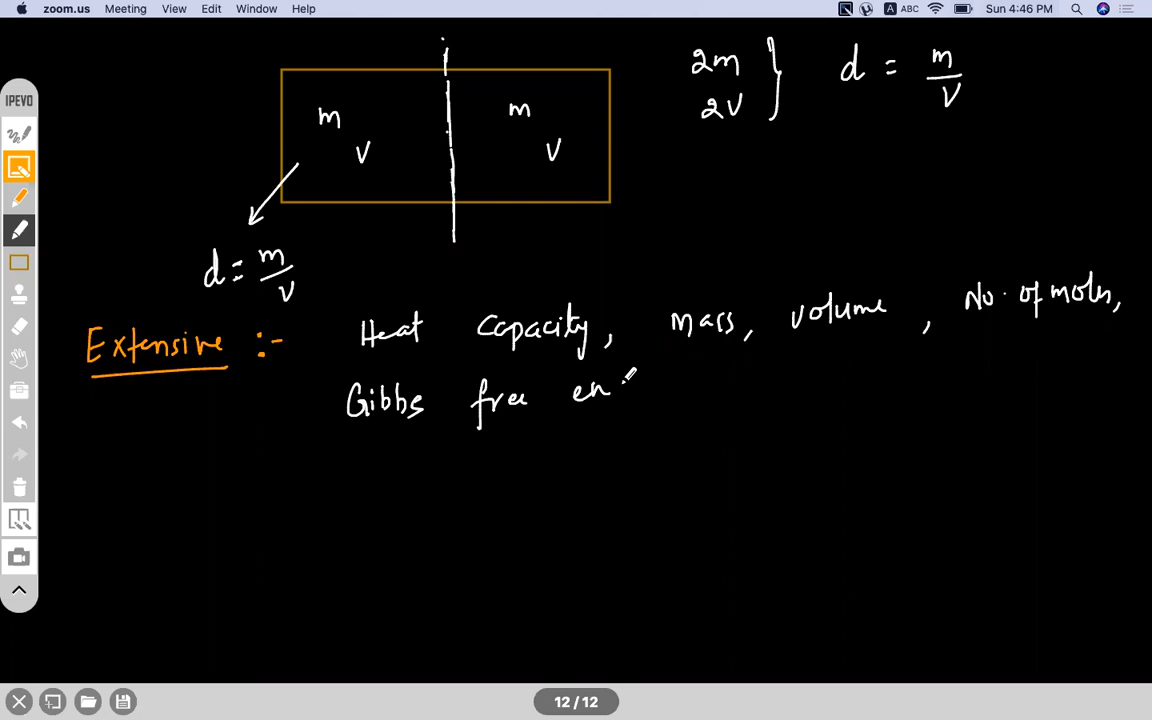 zoom.us Meeting View Edit Window Help A ABC Sun 4:46 PM
IPEVO
m m
V V
2m
2V
d = m/V
d = m/V
Extensive :- Heat Capacity, mass, volume, No. of moles,
Gibbs free en
12 / 12